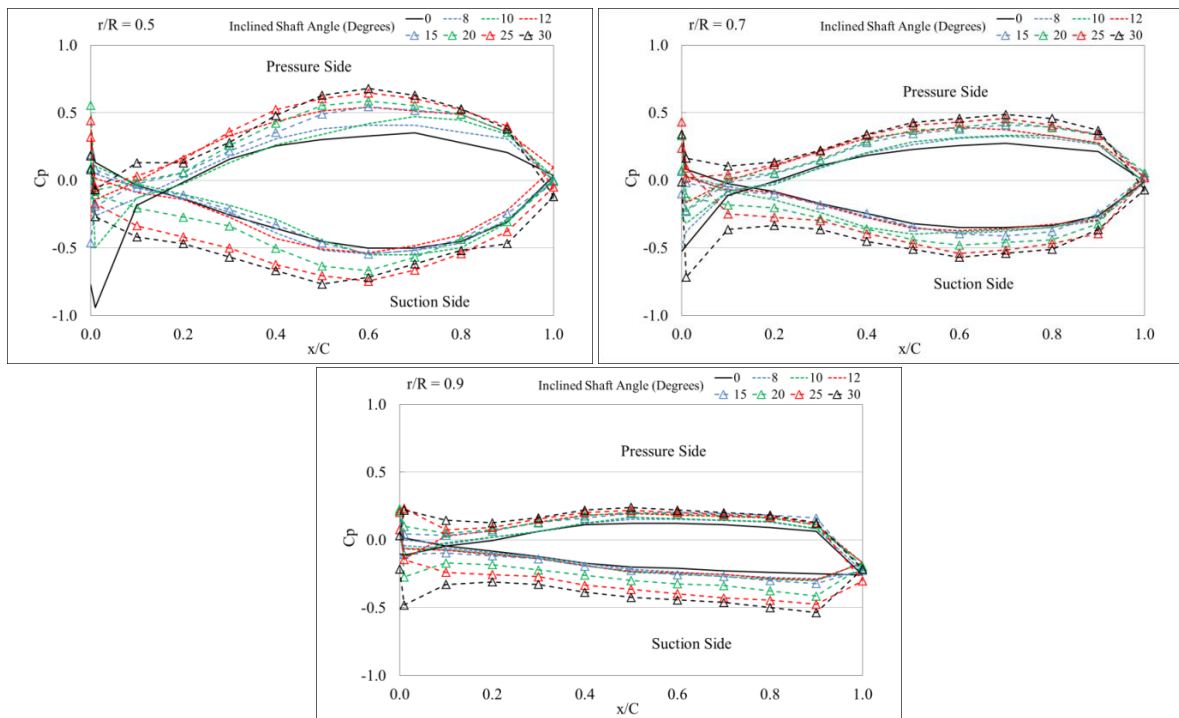 r/R = 0.5
Inclined Shaft Angle (Degrees)
0 8 10 12
15 20 25 30
1.0
Pressure Side
0.5
Cp
0.0
-0.5
Suction Side
-1.0
0.0 0.2 0.4 0.6 0.8 1.0
x/C
r/R = 0.7
Inclined Shaft Angle (Degrees)
0 8 10 12
15 20 25 30
1.0
Pressure Side
0.5
Cp
0.0
-0.5
Suction Side
-1.0
0.0 0.2 0.4 0.6 0.8 1.0
x/C
r/R = 0.9
Inclined Shaft Angle (Degrees)
0 8 10 12
15 20 25 30
1.0
Pressure Side
0.5
Cp
0.0
-0.5
Suction Side
-1.0
0.0 0.2 0.4 0.6 0.8 1.0
x/C